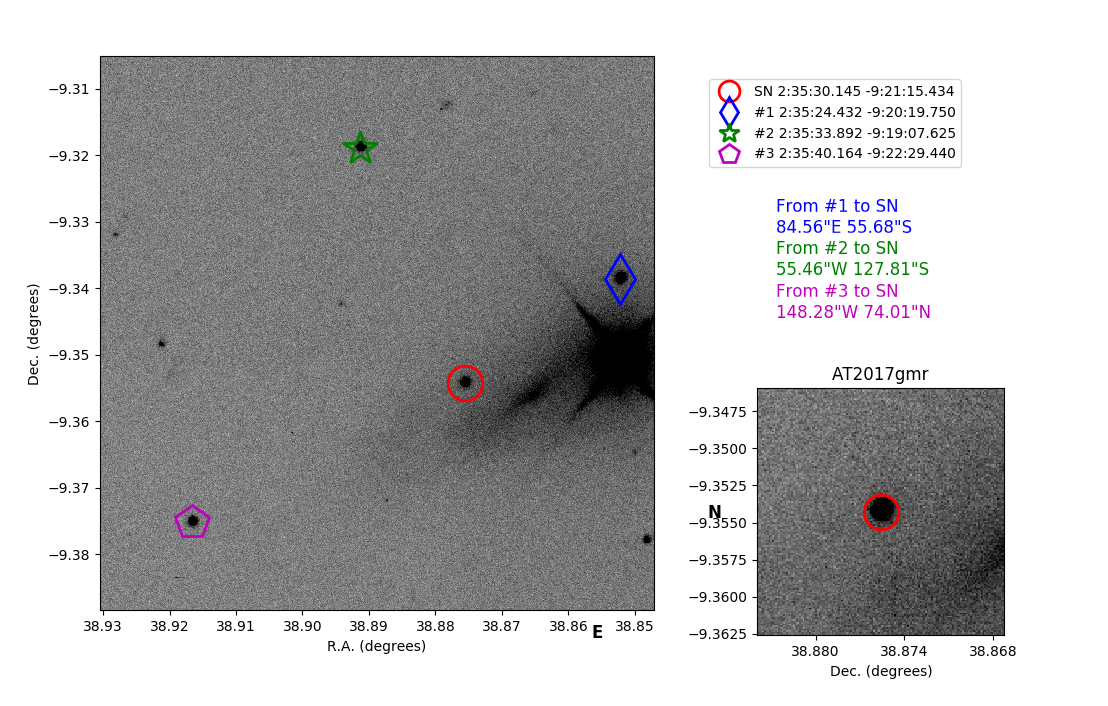 −9.31
−9.32
−9.33
−9.34
−9.35
−9.36
−9.37
−9.38
Dec. (degrees)
38.93 38.92 38.91 38.90 38.89 38.88 38.87 38.86 38.85
E
R.A. (degrees)
SN 2:35:30.145 -9:21:15.434
#1 2:35:24.432 -9:20:19.750
#2 2:35:33.892 -9:19:07.625
#3 2:35:40.164 -9:22:29.440
From #1 to SN
84.56"E 55.68"S
From #2 to SN
55.46"W 127.81"S
From #3 to SN
148.28"W 74.01"N
AT2017gmr
−9.3475
−9.3500
−9.3525
N
−9.3550
−9.3575
−9.3600
−9.3625
38.880 38.874 38.868
Dec. (degrees)